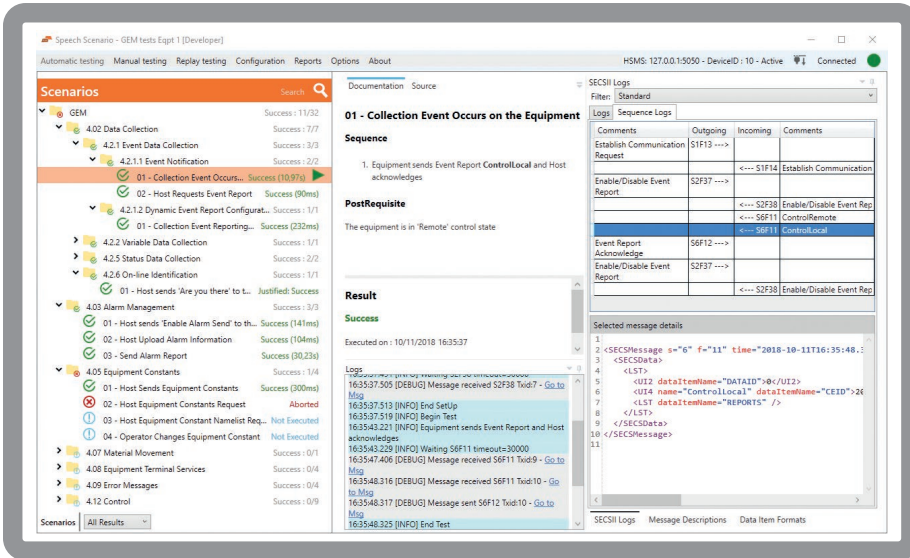 Speech Scenario - GEM tests Eqpt 1 [Developer]
Automatic testing Manual testing Replay testing Configuration Reports Options About HSMS: 127.0.0.1:5050 - DeviceID : 10 - Active Connected
Scenarios Search
GEM Success : 11/32
4.02 Data Collection Success : 7/7
4.2.1 Event Data Collection Success : 3/3
4.2.1.1 Event Notification Success : 2/2
01 - Collection Event Occurs... Success (10,97s)
02 - Host Requests Event Report Success (90ms)
4.2.1.2 Dynamic Event Report Configurat... Success : 1/1
01 - Collection Event Reporting... Success (232ms)
4.2.2 Variable Data Collection Success : 1/1
4.2.5 Status Data Collection Success : 2/2
4.2.6 On-line Identification Success : 1/1
01 - Host sends 'Are you there' to t... Justified: Success
4.03 Alarm Management Success : 3/3
01 - Host sends 'Enable Alarm Send' to th... Success (141ms)
02 - Host Upload Alarm Information Success (104ms)
03 - Send Alarm Report Success (30,23s)
4.05 Equipment Constants Success : 1/4
01 - Host Sends Equipment Constants Success (300ms)
02 - Host Equipment Constants Request Aborted
03 - Host Equipment Constant Namelist Req... Not Executed
04 - Operator Changes Equipment Constant Not Executed
4.07 Material Movement Success : 0/1
4.08 Equipment Terminal Services Success : 0/4
4.09 Error Messages Success : 0/4
4.12 Control Success : 0/9
Scenarios All Results
Documentation Source
01 - Collection Event Occurs on the Equipment
Sequence
1. Equipment sends Event Report ControlLocal and Host
acknowledges
PostRequisite
The equipment is in 'Remote' control state
Result
Success
Executed on : 10/11/2018 16:35:37
Logs
16:35:37.505 [DEBUG] Message received S2F38 Txid:7 - Go to
Msg
16:35:37.513 [INFO] End SetUp
16:35:37.519 [INFO] Begin Test
16:35:43.221 [INFO] Equipment sends Event Report and Host
acknowledges
16:35:43.229 [INFO] Waiting S6F11 timeout=30000
16:35:47.406 [DEBUG] Message received S6F11 Txid:9 - Go to
Msg
16:35:48.316 [DEBUG] Message received S6F11 Txid:10 - Go
to Msg
16:35:48.317 [DEBUG] Message sent S6F12 Txid:10 - Go to
Msg
16:35:48.325 [INFO] End Test
SECSII Logs
Filter: Standard
Logs Sequence Logs
Comments Outgoing Incoming Comments
Establish Communication S1F13 --->
Request
<--- S1F14 Establish Communication
Enable/Disable Event S2F37 --->
Report
<--- S2F38 Enable/Disable Event Rep
<--- S6F11 ControlRemote
<--- S6F11 ControlLocal
Event Report S6F12 --->
Acknowledge
Enable/Disable Event S2F37 --->
Report
<--- S2F38 Enable/Disable Event Rep
Selected message details
1
2 <SECSMessage s="6" f="11" time="2018-10-11T16:35:48.3
3 <SECSData>
4 <LST>
5 <UI2 dataItemName="DATAID">0</UI2>
6 <UI4 name="ControlLocal" dataItemName="CEID">20
7 <LST dataItemName="REPORTS" />
8 </LST>
9 </SECSData>
10 </SECSMessage>
11
SECSII Logs Message Descriptions Data Item Formats